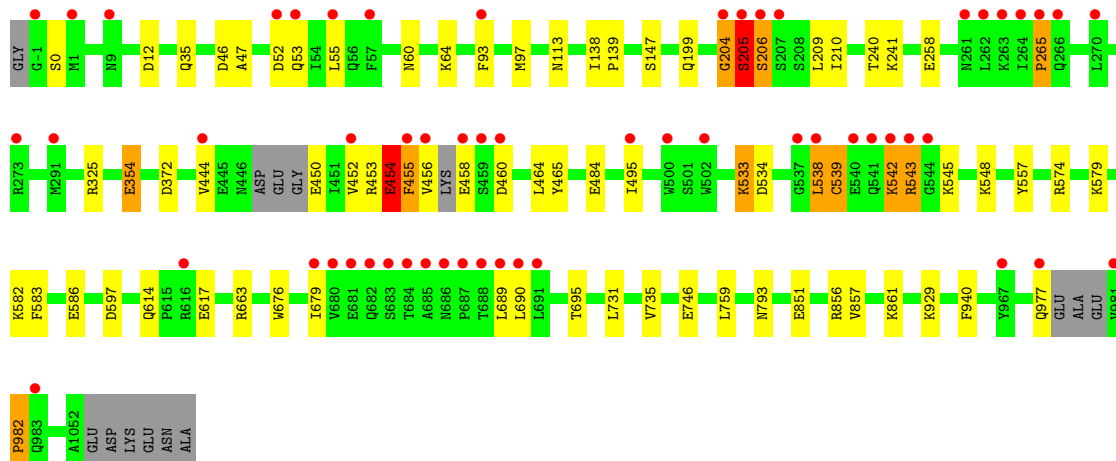 GLY G-1 S0 M1 N9 D12 Q35 D46 A47 D52 Q53 I54 L55 Q56 F57 N60 K64 F93 M97 N113 I138 P139 S147 Q199 G204 S205 S206 S207 S208 L209 I210 T240 K241 E258 N261 L262 K263 I264 P265 Q266 L270
R273 M291 R325 E354 D372 V444 E445 N446 ASP GLU GLY E450 I451 V452 R453 E454 F455 V456 LYS E458 S459 D460 L464 Y465 E484 I495 W500 S501 W502 K533 D534 G537 L538 C539 E540 Q541 K542 R543 G544 K545 K548 Y557 R574 K579
K582 F583 E586 D597 Q614 P615 R616 E617 R663 W676 I679 V680 E681 Q682 S683 T684 A685 N686 P687 T688 L689 L690 L691 T695 L731 V735 E746 L759 N793 E851 R856 V857 K861 K929 F940 Y967 Q977 GLU ALA GLU V981
P982 Q983 A1052 GLU ASP LYS GLU ASN ALA